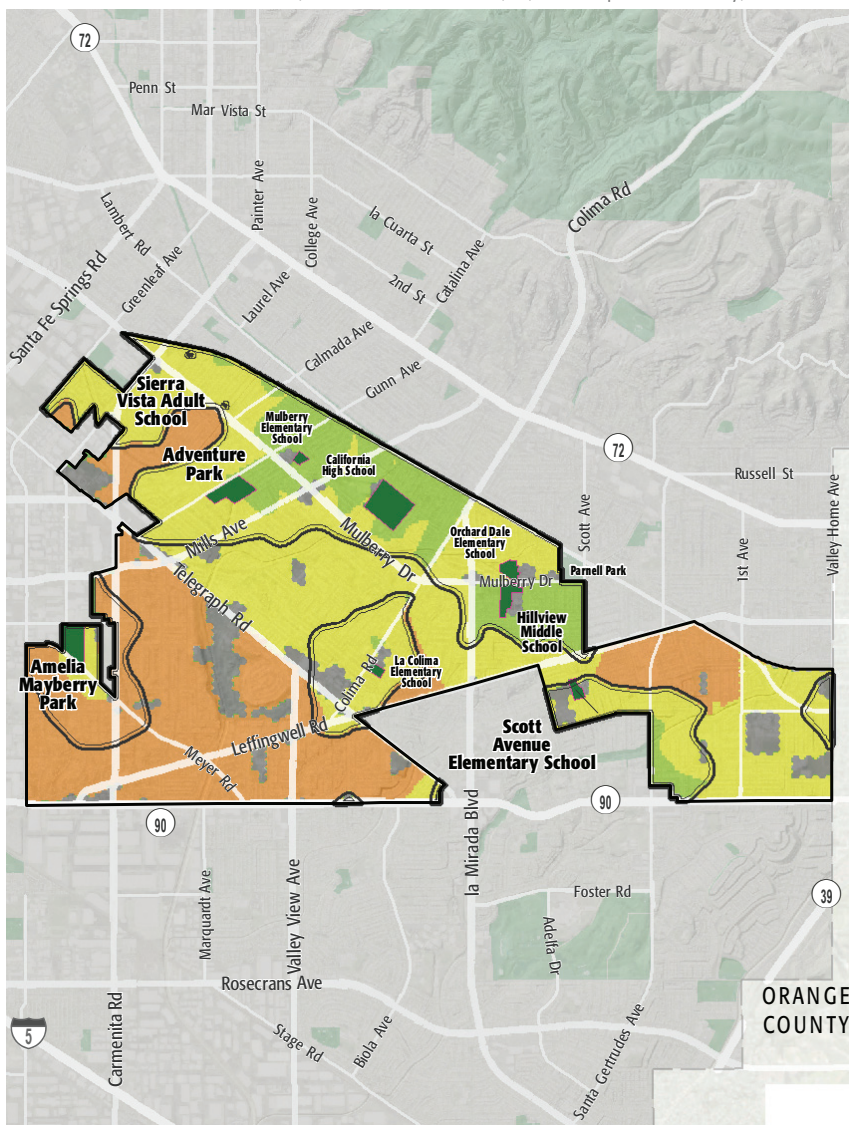 72
Penn St
Mar Vista St
Painter Ave
College Ave
Colima Rd
Lambert Rd
Greenleaf Ave
la Cuarta St
Santa Fe Springs Rd
Laurel Ave
2nd St
Catalina Ave
Calmada Ave
Gunn Ave
Sierra
Vista Adult
School
Mulberry
Elementary
School
Adventure
Park
California
High School
72
Russell St
Scott Ave
Valley Home Ave
1st Ave
Mills Ave
Mulberry Dr
Orchard Dale
Elementary
School
Parnell Park
Telegraph Rd
Mulberry Dr
Hillview
Middle
School
Amelia
Mayberry
Park
La Colima
Elementary
School
Colima Rd
Leffingwell Rd
Scott
Avenue
Elementary School
Meyer Rd
90
90
la Mirada Blvd
Marquardt Ave
Valley View Ave
Foster Rd
39
Adelfa Dr
Rosecrans Ave
ORANGE
COUNTY
5
Carmenita Rd
Stage Rd
Biola Ave
Santa Gertrudes Ave